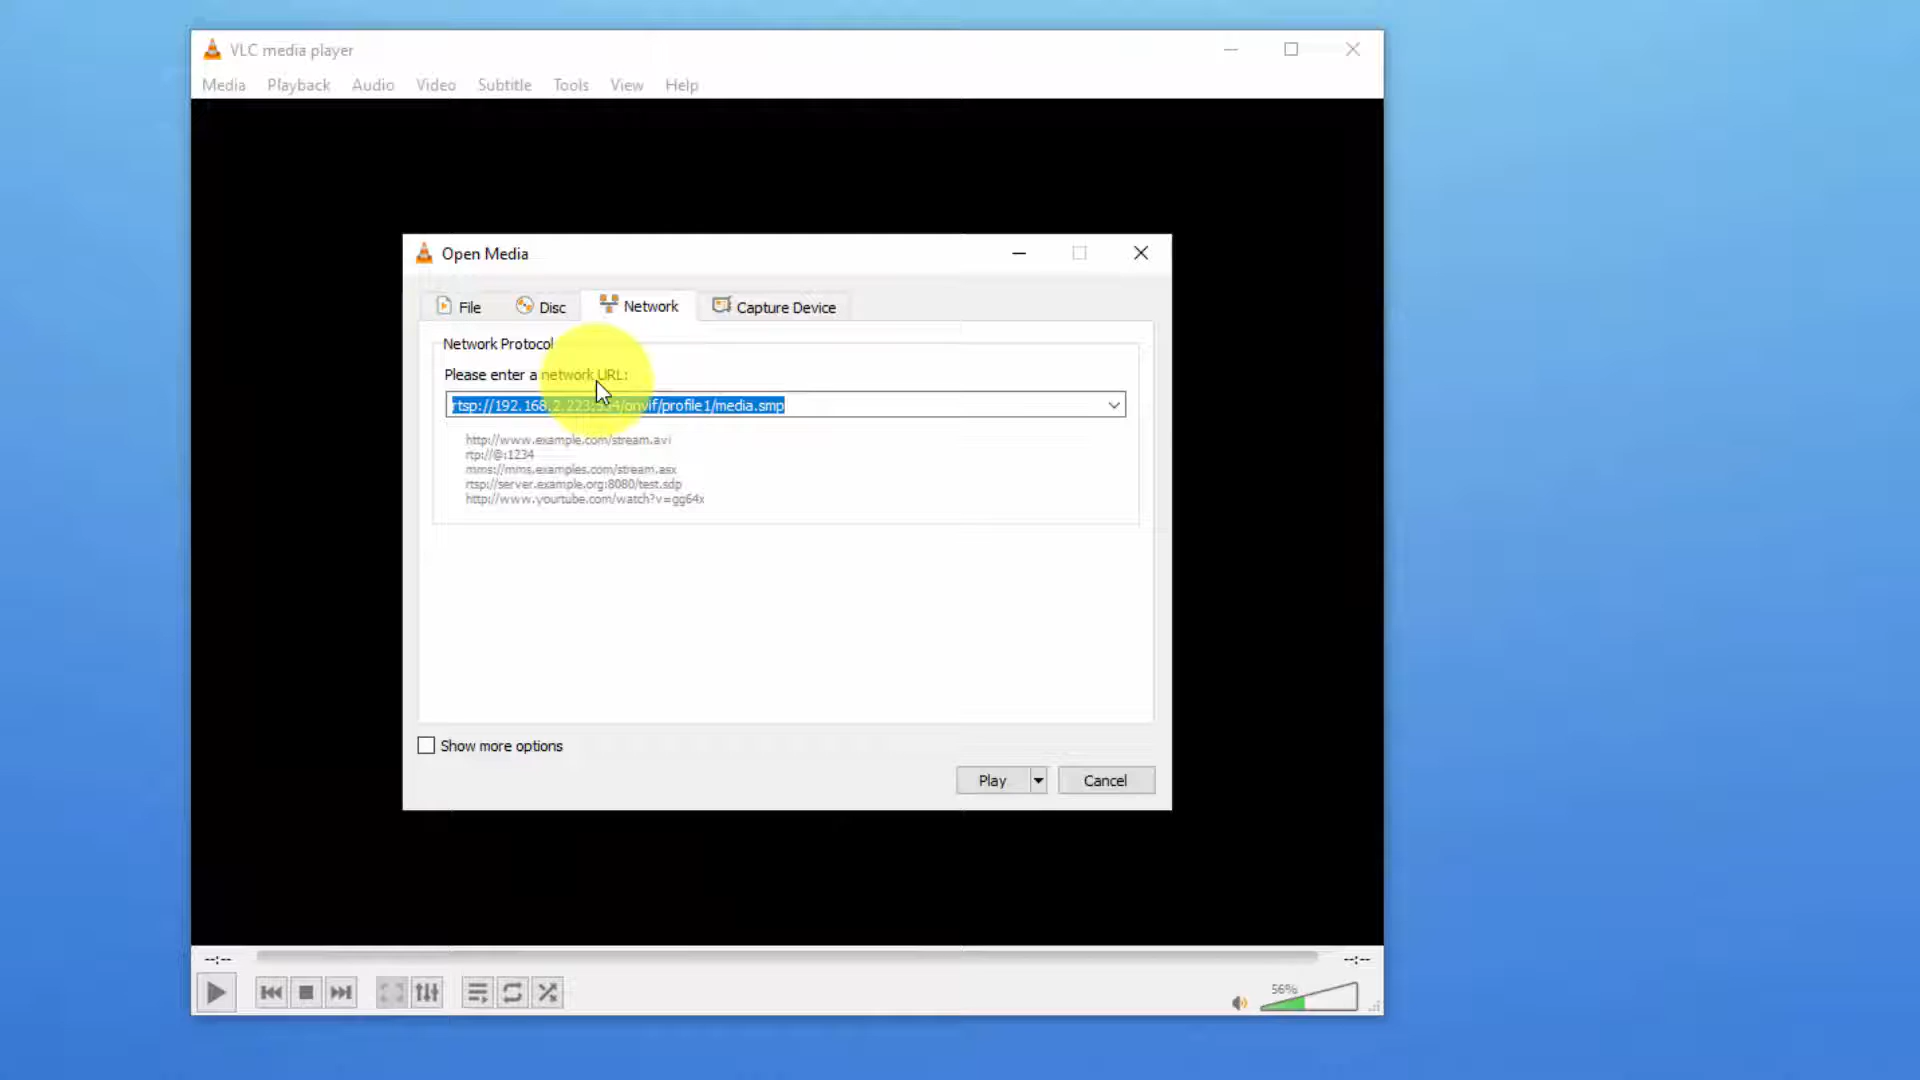 VLC media player
Media Playback Audio Video Subtitle Tools View Help
Open Media
File Disc Network Capture Device
Network Protocol
Please enter a network URL:
rtsp://192.168.2.223:554/onvif/profile1/media.smp
http://www.example.com/stream.avi
rtp://@:1234
mms://mms.examples.com/stream.asx
rtsp://server.example.org:8080/test.sdp
http://www.yourtube.com/watch?v=gg64x
Show more options
Play Cancel
--:-- --:--
56%